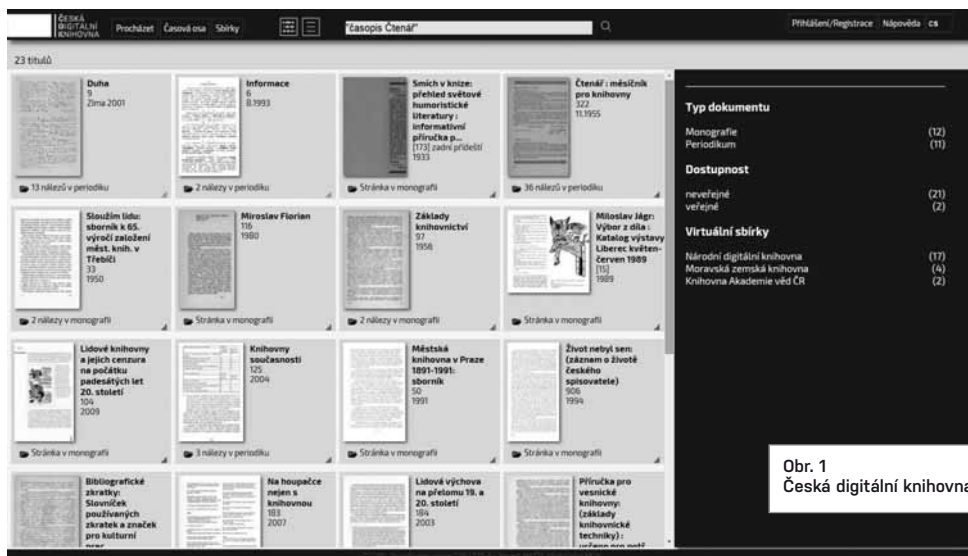 ČESKÁ
DIGITÁLNÍ
KNIHOVNA
Procházet Časová osa Sbírky
"časopis Čtenář"
Přihlášení/Registrace Nápověda cs
23 titulů
Duha
9
Zima 2001
13 nálezů v periodiku
Informace
6
8.1993
2 nálezy v periodiku
Smích v knize:
přehled světové
humoristické
literatury :
informativní
příručka p...
[173] zadní přídeští
1933
Stránka v monografii
Čtenář : měsíčník
pro knihovny
322
11.1955
36 nálezů v periodiku
Sloužím lidu:
sborník k 65.
výročí založení
měst. knih. v
Třebíči
33
1950
2 nálezy v monografii
Miroslav Florian
116
1980
Stránka v monografii
Základy
knihovnictví
97
1956
2 nálezy v monografii
Miloslav Jágr:
Výbor z díla :
Katalog výstavy
Liberec květen-
červen 1989
[15]
1989
Stránka v monografii
Lidové knihovny
a jejich cenzura
na počátku
padesátých let
20. století
104
2009
Stránka v monografii
Knihovny
současnosti
125
2004
3 nálezy v periodiku
Městská
knihovna v Praze
1891-1991:
sborník
50
1991
Stránka v monografii
Život nebyl sen:
(záznam o životě
českého
spisovatele)
906
1994
Stránka v monografii
Bibliografické
zkratky:
Slovníček
používaných
zkratek a značek
pro kulturní
Na houpačce
nejen s
knihovnou
183
2007
Lidová výchova
na přelomu 19. a
20. století
184
2003
Příručka pro
vesnické
knihovny:
(základy
knihovnické
techniky) :
Typ dokumentu
Monografie (12)
Periodikum (11)
Dostupnost
neveřejné (21)
veřejné (2)
Virtuální sbírky
Národní digitální knihovna (17)
Moravská zemská knihovna (4)
Knihovna Akademie věd ČR (2)
Obr. 1
Česká digitální knihovna